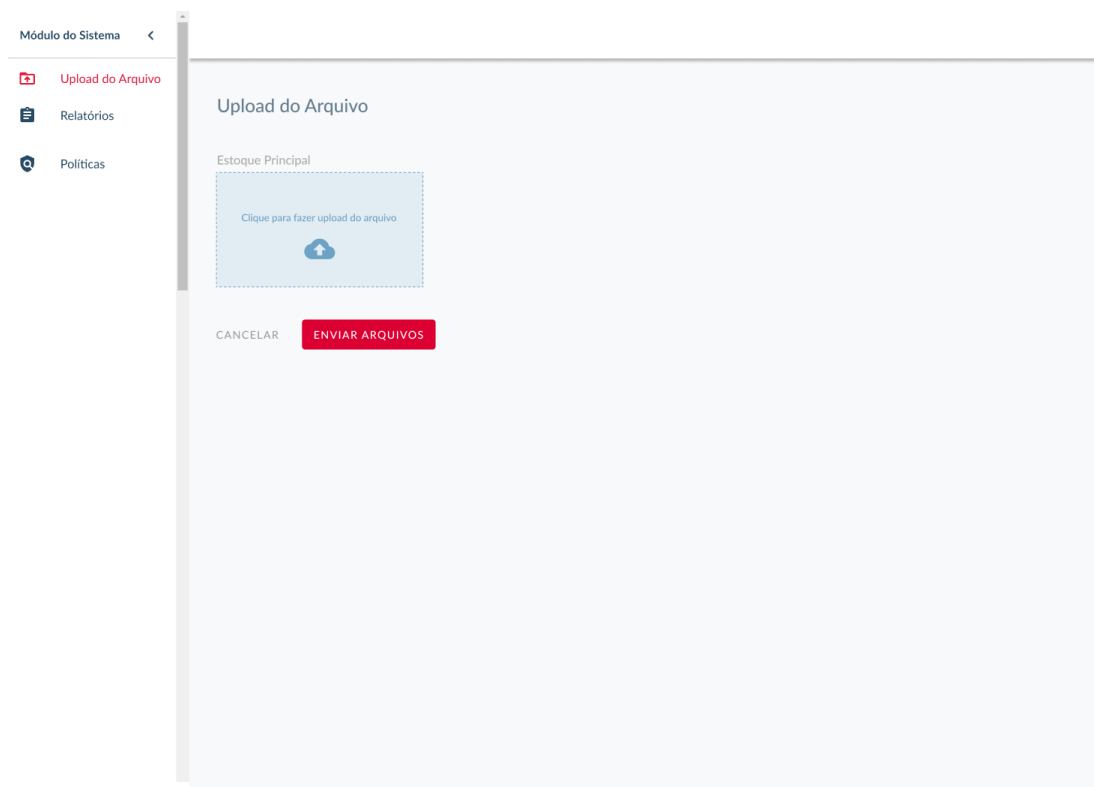 Módulo do Sistema
Upload do Arquivo
Relatórios
Políticas
Upload do Arquivo
Estoque Principal
Clique para fazer upload do arquivo
CANCELAR
ENVIAR ARQUIVOS